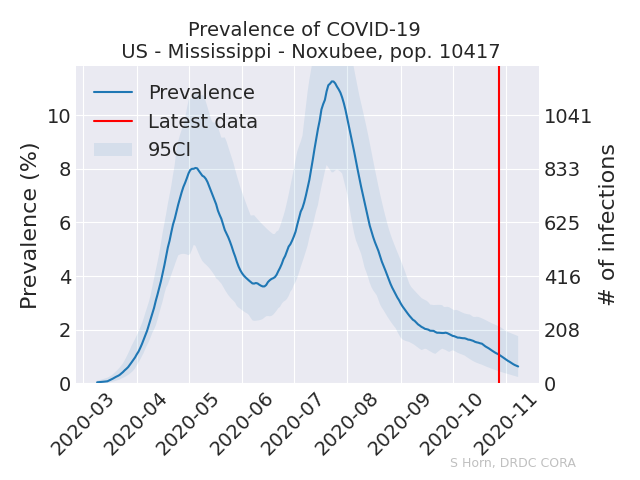 Prevalence of COVID-19
US - Mississippi - Noxubee, pop. 10417
Prevalence
Latest data
95CI
Prevalence (%)
10
8
6
4
2
0
1041
833
625
416
208
0
# of infections
2020-03
2020-04
2020-05
2020-06
2020-07
2020-08
2020-09
2020-10
2020-11
S Horn, DRDC CORA